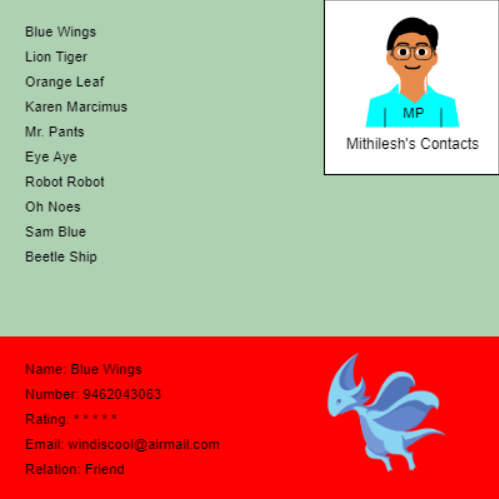 Blue Wings
Lion Tiger
Orange Leaf
Karen Marcimus
Mr. Pants
Eye Aye
Robot Robot
Oh Noes
Sam Blue
Beetle Ship
MP
Mithilesh's Contacts
Name: Blue Wings
Number: 9462043063
Rating: * * * * *
Email: windiscool@airmail.com
Relation: Friend